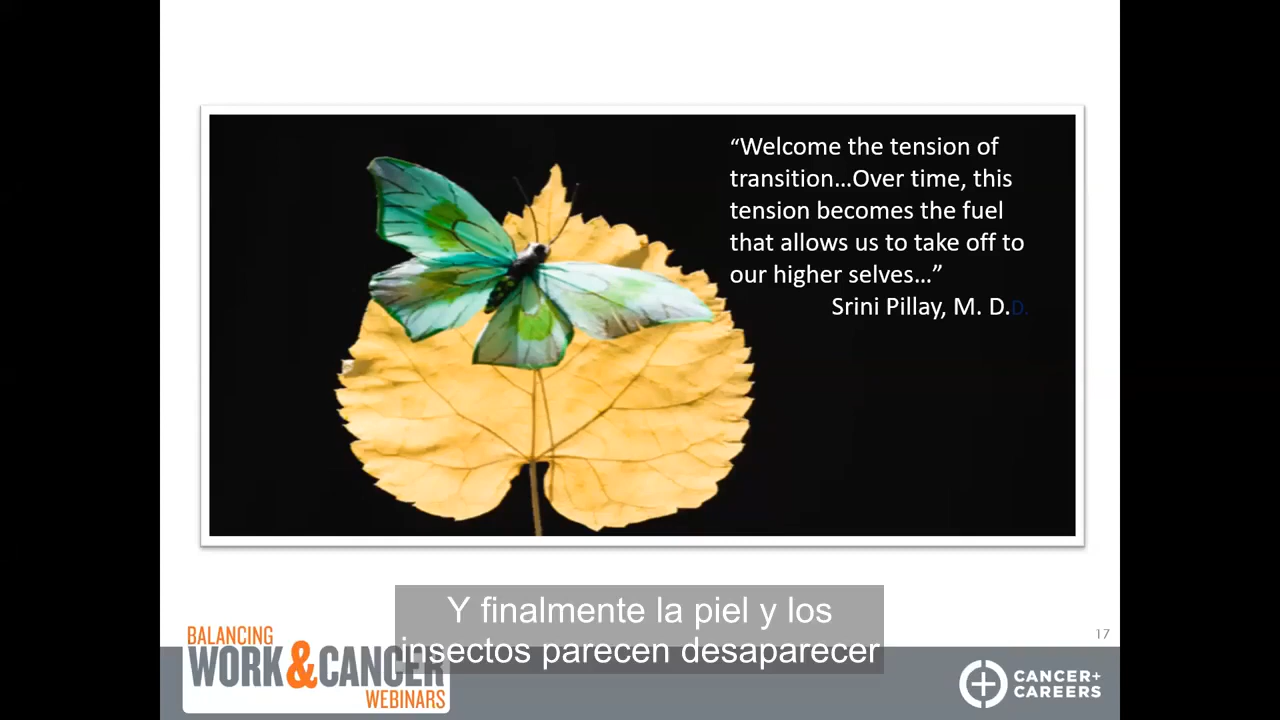 “Welcome the tension of
transition…Over time, this
tension becomes the fuel
that allows us to take off to
our higher selves…”
Srini Pillay, M. D.D.
Y finalmente la piel y los
insectos parecen desaparecer
17
BALANCING
WORK&CANCER
WEBINARS
CANCER+
CAREERS